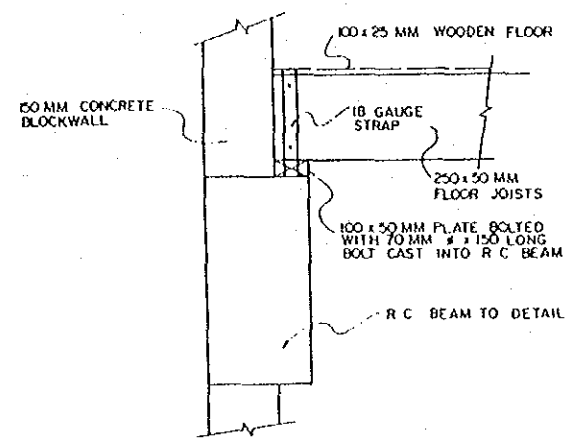 100 x 25 MM WOODEN FLOOR
150 MM CONCRETE
BLOCKWALL
18 GAUGE
STRAP
250 x 50 MM
FLOOR JOISTS
100 x 50 MM PLATE BOLTED
WITH 70 MM ø x 150 LONG
BOLT CAST INTO R C BEAM
R C BEAM TO DETAIL